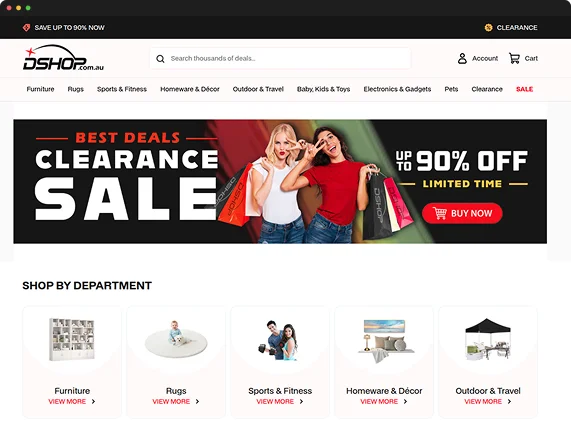 SAVE UP TO 90% NOW
CLEARANCE
DSHOP.com.au
Search thousands of deals..
Account
Cart
Furniture
Rugs
Sports & Fitness
Homeware & Décor
Outdoor & Travel
Baby, Kids & Toys
Electronics & Gadgets
Pets
Clearance
SALE
BEST DEALS
CLEARANCE
SALE
UP TO 90% OFF
LIMITED TIME
BUY NOW
SHOP BY DEPARTMENT
Furniture
VIEW MORE
Rugs
VIEW MORE
Sports & Fitness
VIEW MORE
Homeware & Décor
VIEW MORE
Outdoor & Travel
VIEW MORE